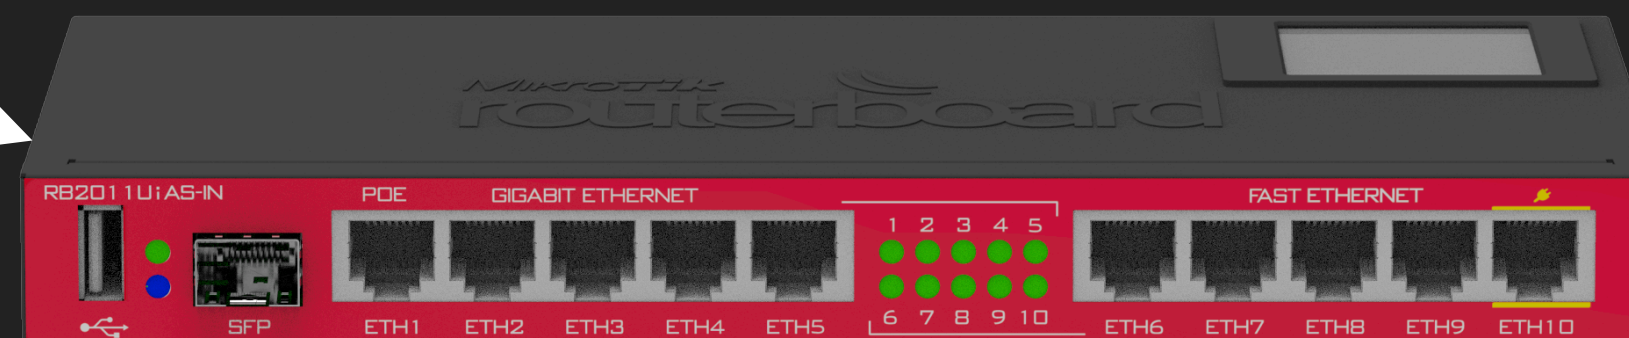 MikroTik
routerboard
RB2011UiAS-IN
POE
GIGABIT ETHERNET
FAST ETHERNET
1 2 3 4 5
6 7 8 9 10
SFP
ETH1
ETH2
ETH3
ETH4
ETH5
ETH6
ETH7
ETH8
ETH9
ETH10